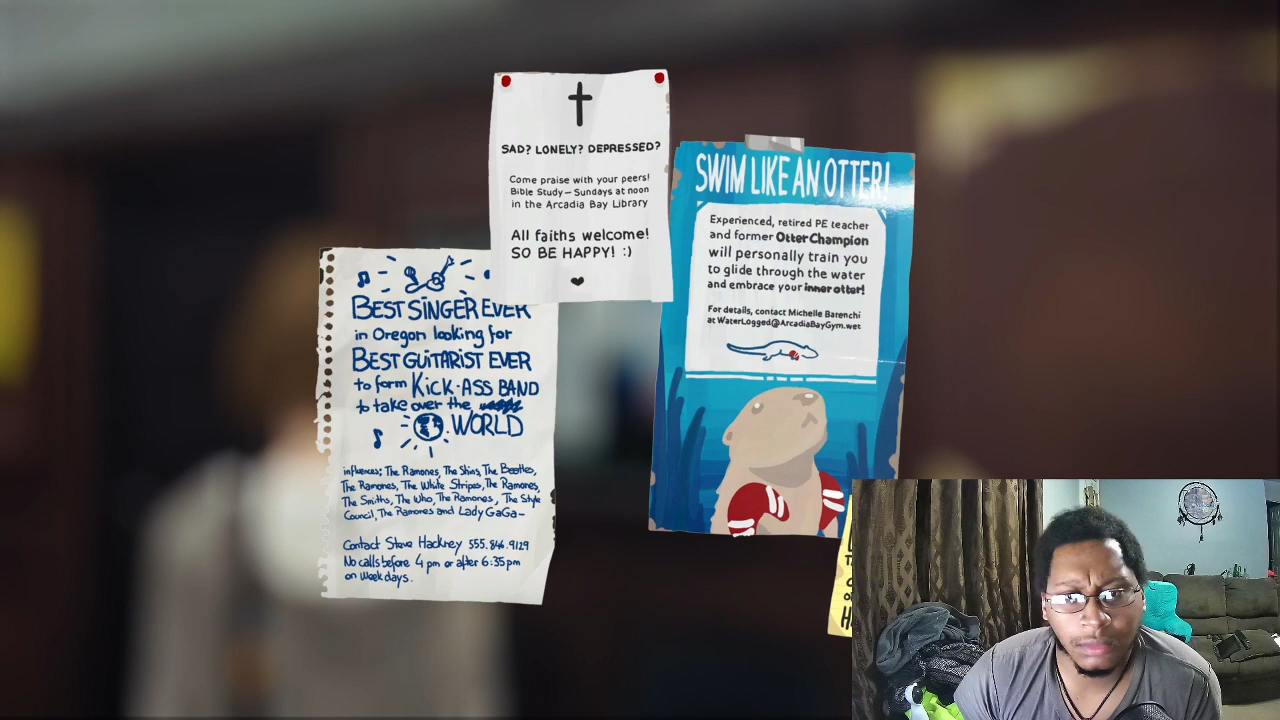 SAD? LONELY? DEPRESSED?
Come praise with your peers!
Bible Study — Sundays at noon
in the Arcadia Bay Library
All faiths welcome!
SO BE HAPPY! :)
SWIM LIKE AN OTTER!
Experienced, retired PE teacher
and former Otter Champion
will personally train you
to glide through the water
and embrace your inner otter!
For details, contact Michelle Barenchi
at WaterLogged@ArcadiaBayGym.wet
BEST SINGER EVER
in Oregon looking for
BEST GUITARIST EVER
to form KICK-ASS BAND
to take over the
WORLD
influences: The Ramones, The Shins, The Beatles,
The Ramones, The White Stripes, The Ramones,
The Smiths, The Who, The Ramones, The Style
Council, The Ramones and Lady GaGa-
Contact Steve Hackney 555.846.9129
No calls before 4 pm or after 6:35 pm
on weekdays.